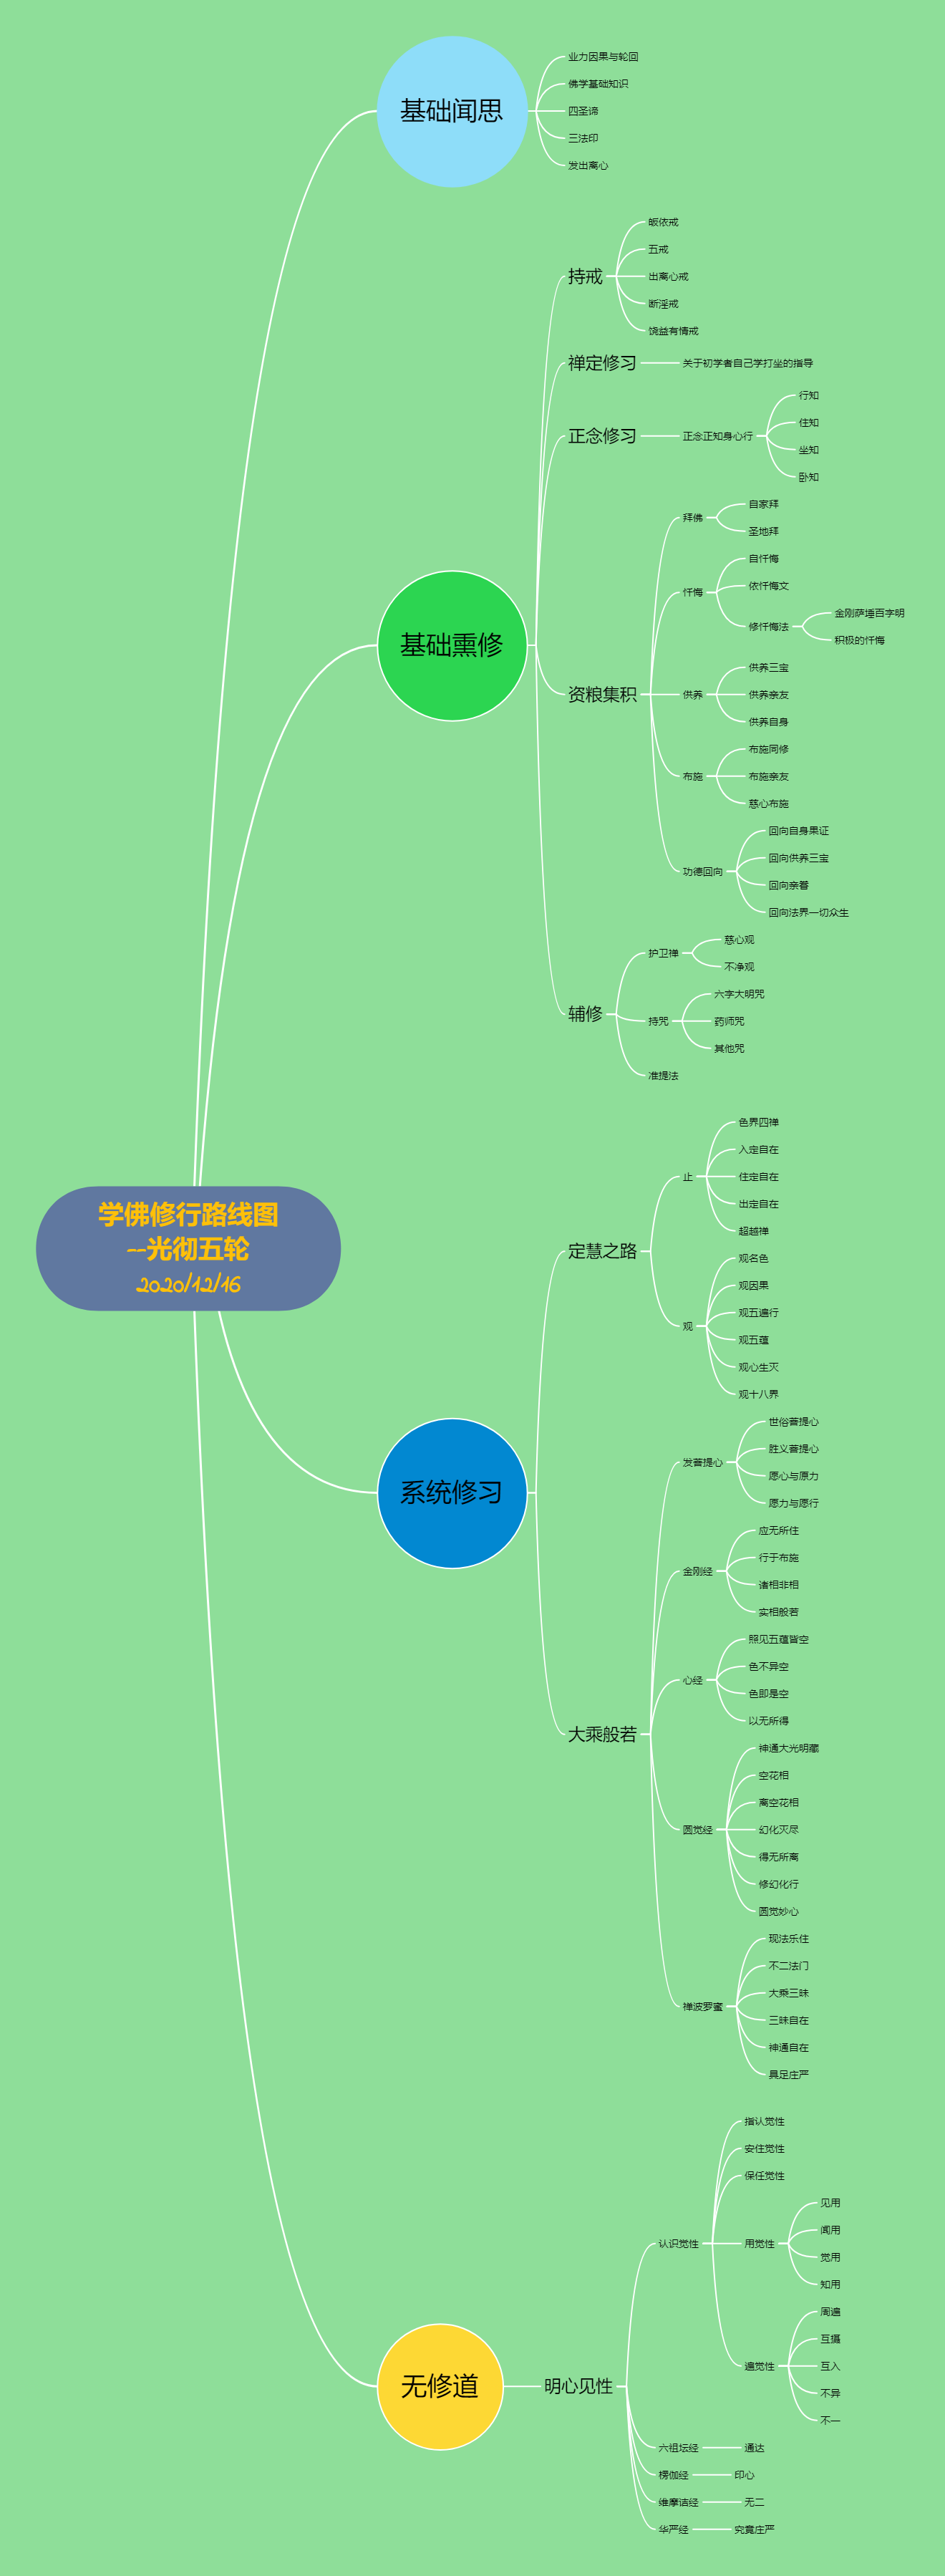 学佛修行路线图
--光彻五轮
2020/12/16
基础闻思
业力因果与轮回
佛学基础知识
四圣谛
三法印
发出离心
基础熏修
持戒
皈依戒
五戒
出离心戒
断淫戒
饶益有情戒
禅定修习
关于初学者自己学打坐的指导
正念修习
正念正知身心行
行知
住知
坐知
卧知
资粮集积
拜佛
自家拜
圣地拜
忏悔
自忏悔
依忏悔文
修忏悔法
金刚萨埵百字明
积极的忏悔
供养
供养三宝
供养亲友
供养自身
布施
布施同修
布施亲友
慈心布施
功德回向
回向自身果证
回向供养三宝
回向亲眷
回向法界一切众生
辅修
护卫禅
慈心观
不净观
持咒
六字大明咒
药师咒
其他咒
准提法
系统修习
定慧之路
止
色界四禅
入定自在
住定自在
出定自在
超越禅
观
观名色
观因果
观五遍行
观五蕴
观心生灭
观十八界
大乘般若
发菩提心
世俗菩提心
胜义菩提心
愿心与原力
愿力与愿行
金刚经
应无所住
行于布施
诸相非相
实相般若
心经
照见五蕴皆空
色不异空
色即是空
以无所得
圆觉经
神通大光明藏
空花相
离空花相
幻化灭尽
得无所离
修幻化行
圆觉妙心
禅波罗蜜
现法乐住
不二法门
大乘三昧
三昧自在
神通自在
具足庄严
无修道
明心见性
认识觉性
指认觉性
安住觉性
保任觉性
用觉性
见用
闻用
觉用
知用
遍觉性
周遍
互摄
互入
不异
不一
六祖坛经
通达
楞伽经
印心
维摩诘经
无二
华严经
究竟庄严